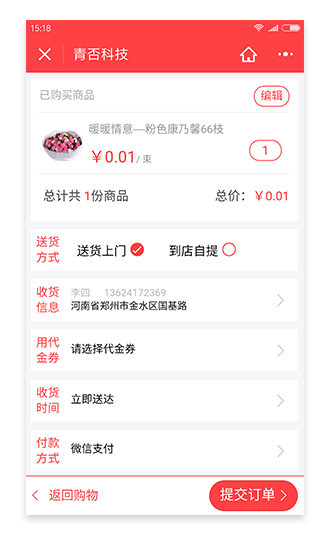 15:18
青否科技
已购买商品
编辑
暖暖情意----粉色康乃馨66枝
￥0.01/ 束
1
总计共 1份商品
总价：￥0.01
送货方式
送货上门
到店自提
收货信息
李四 13624172369
河南省郑州市金水区国基路
用代金券
请选择代金券
收货时间
立即送达
付款方式
微信支付
返回购物
提交订单